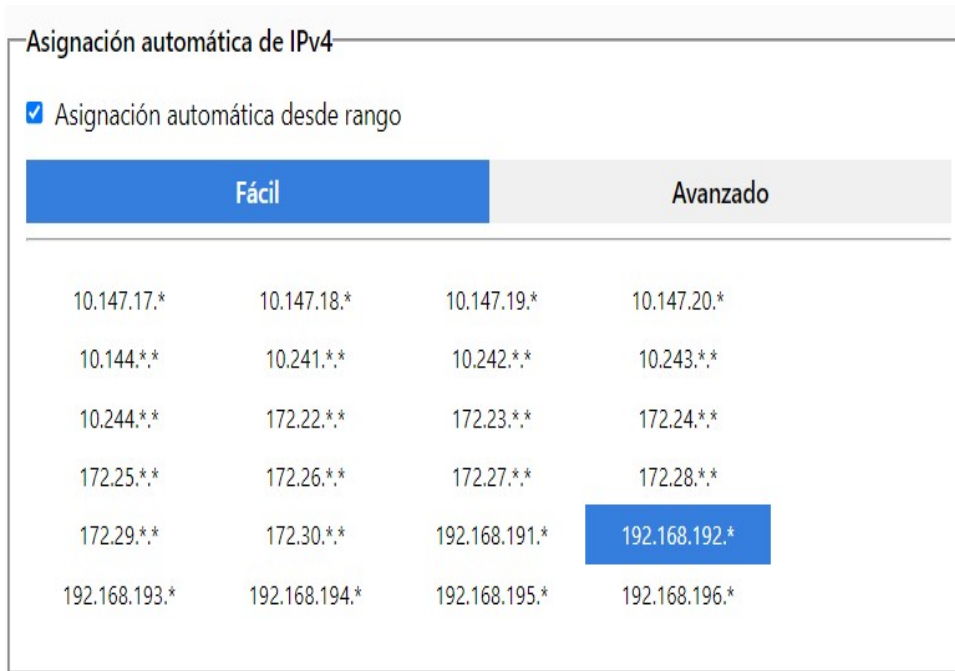 Asignación automática de IPv4
Asignación automática desde rango
Fácil Avanzado
10.147.17.* 10.147.18.* 10.147.19.* 10.147.20.*
10.144.*.* 10.241.*.* 10.242.*.* 10.243.*.*
10.244.*.* 172.22.*.* 172.23.*.* 172.24.*.*
172.25.*.* 172.26.*.* 172.27.*.* 172.28.*.*
172.29.*.* 172.30.*.* 192.168.191.* 192.168.192.*
192.168.193.* 192.168.194.* 192.168.195.* 192.168.196.*